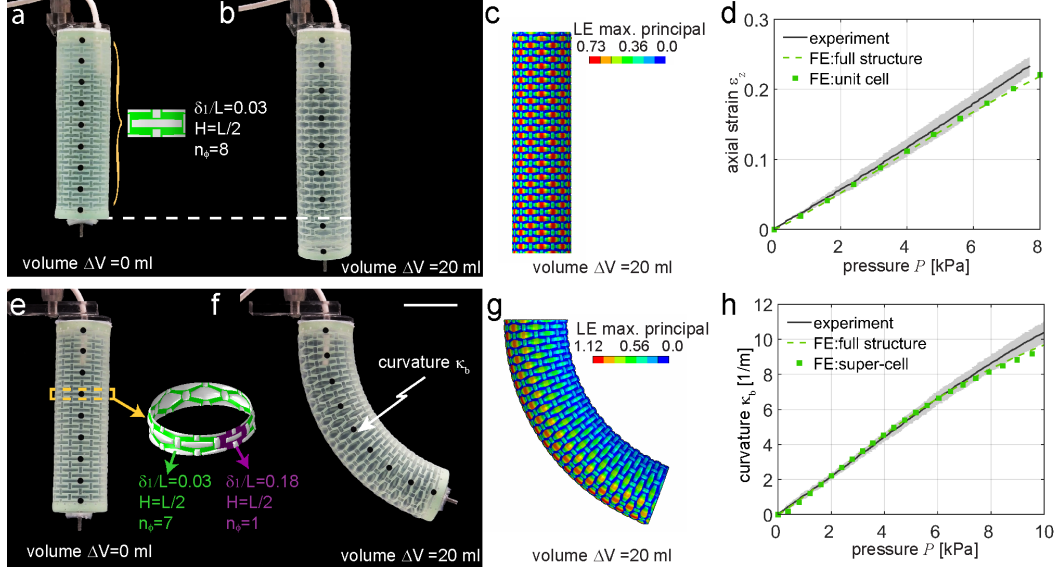 a
b
δ1/L=0.03
H=L/2
nϕ=8
volume ΔV=0 ml
volume ΔV =20 ml
c
LE max. principal
0.73 0.36 0.0
volume ΔV =20 ml
d
experiment
FE:full structure
FE:unit cell
axial strain εz
0.3
0.2
0.1
0
0 2 4 6 8
pressure P [kPa]
e
f
curvature κb
δ1/L=0.03
H=L/2
nϕ=7
δ1/L=0.18
H=L/2
nϕ=1
volume ΔV=0 ml
volume ΔV =20 ml
g
LE max. principal
1.12 0.56 0.0
volume ΔV =20 ml
h
experiment
FE:full structure
FE:super-cell
curvature κb [1/m]
12
10
8
6
4
2
0
0 2 4 6 8 10
pressure P [kPa]